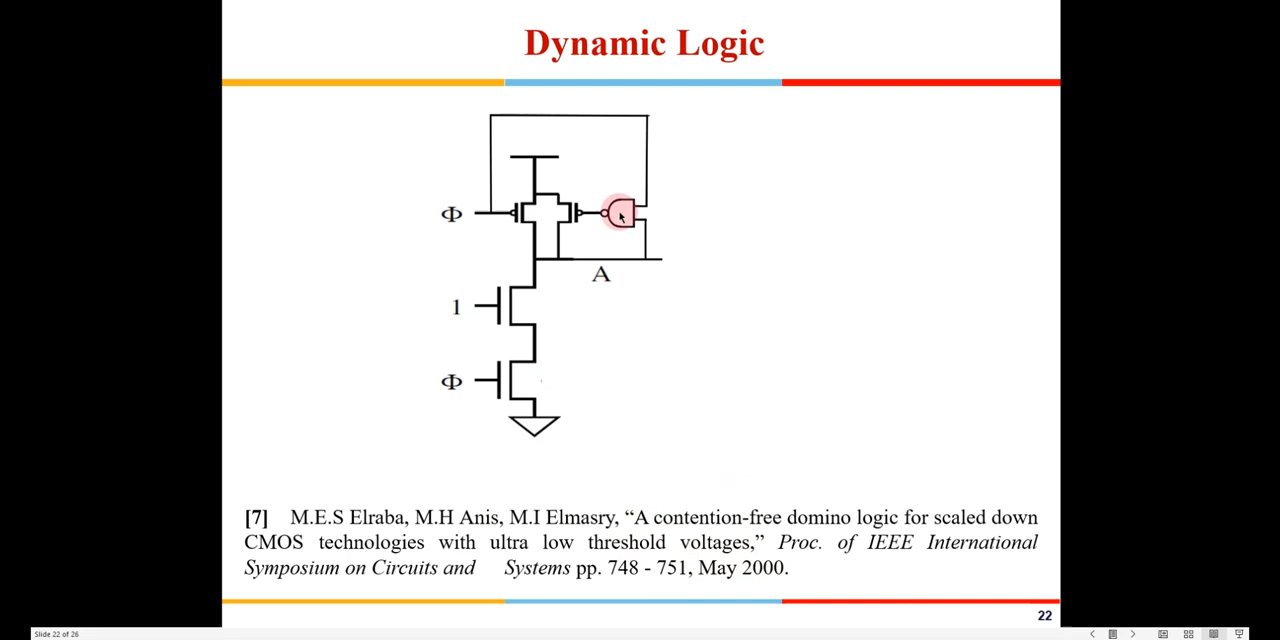 Dynamic Logic
Φ
A
1
Φ
[7] M.E.S Elraba, M.H Anis, M.I Elmasry, “A contention-free domino logic for scaled down
CMOS technologies with ultra low threshold voltages,” Proc. of IEEE International
Symposium on Circuits and Systems pp. 748 - 751, May 2000.
22
Slide 22 of 26